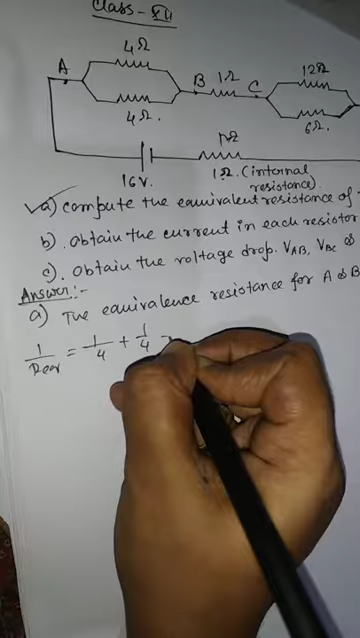 Class - XII
4Ω
12Ω
A
B
1Ω
C
4Ω.
6Ω.
16V.
1Ω. (internal
resistance).
a) compute the equivalent resistance of
b). Obtain the current in each resistor
c). Obtain the voltage drop. VAB, VBC &
Answer:-
a) The equivalence resistance for A & B
1/Req = 1/4 + 1/4